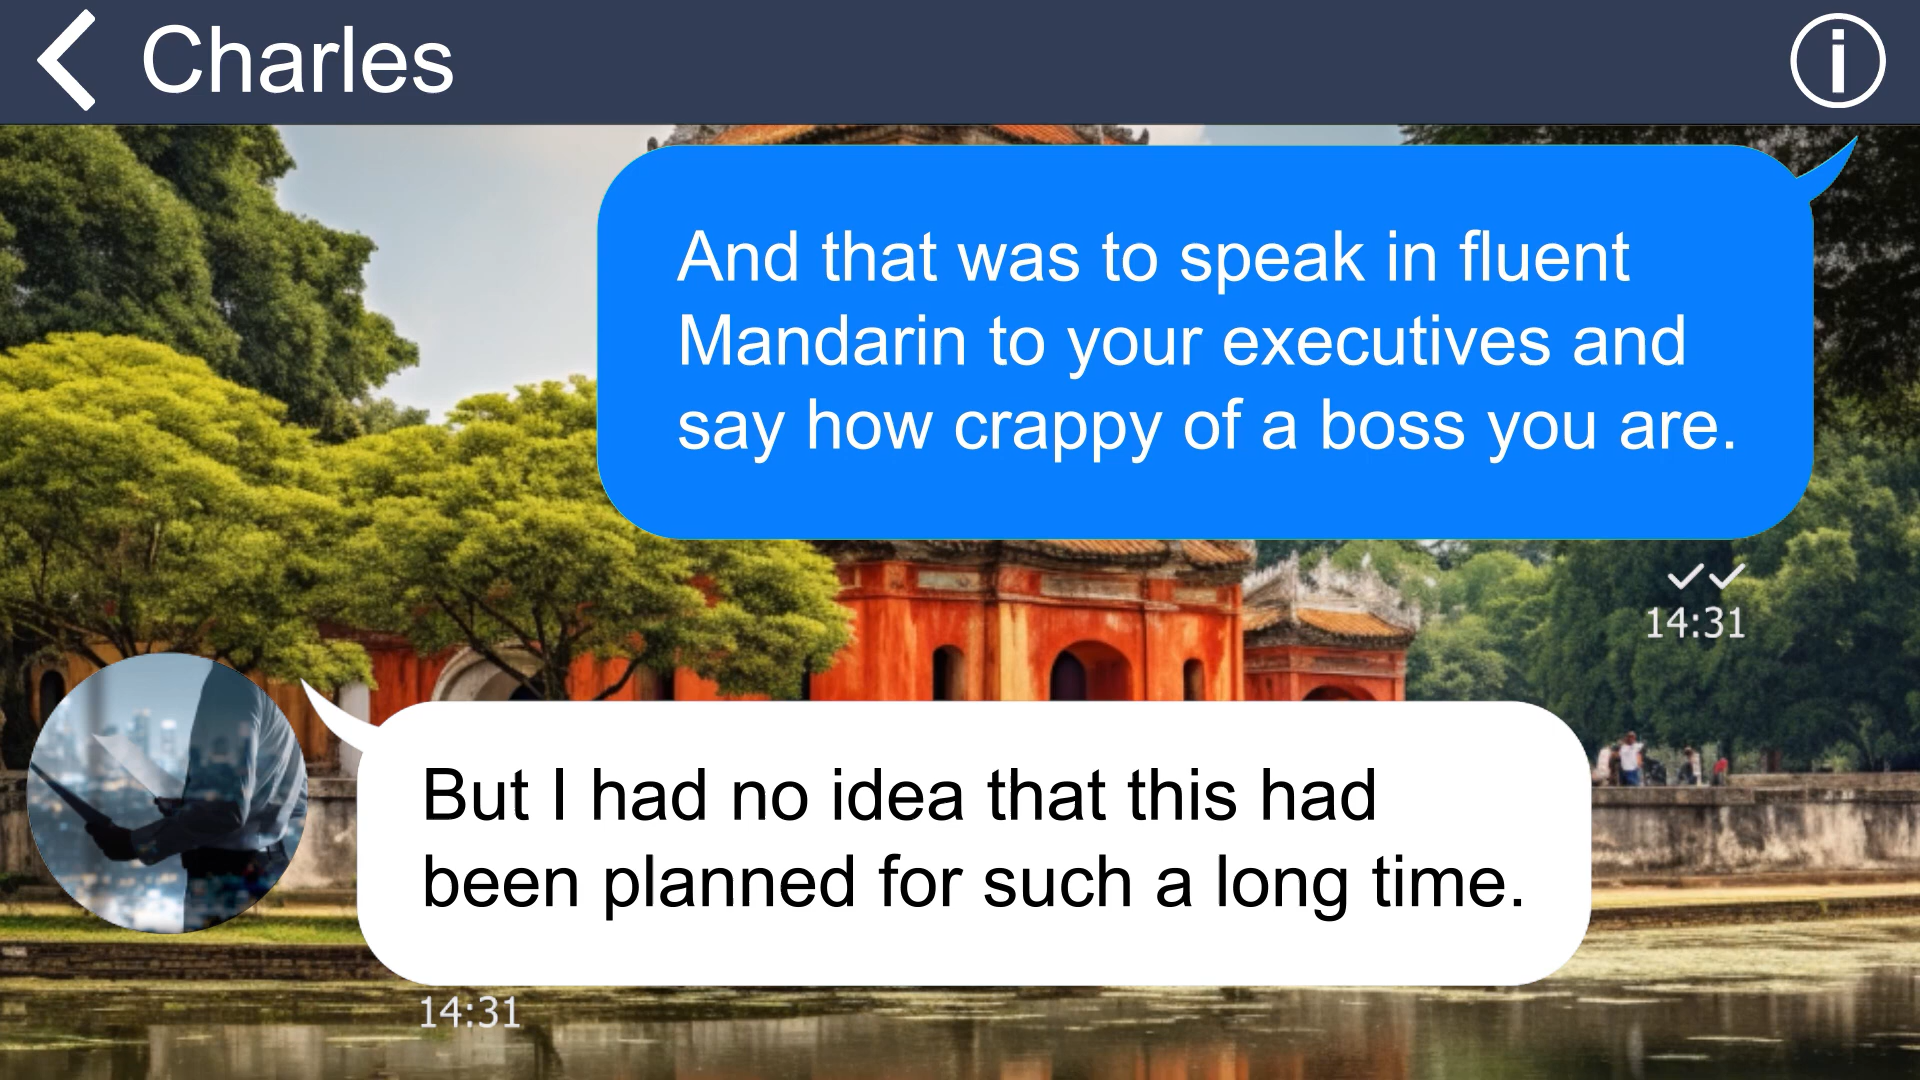 Charles
And that was to speak in fluent
Mandarin to your executives and
say how crappy of a boss you are.
14:31
But I had no idea that this had
been planned for such a long time.
14:31